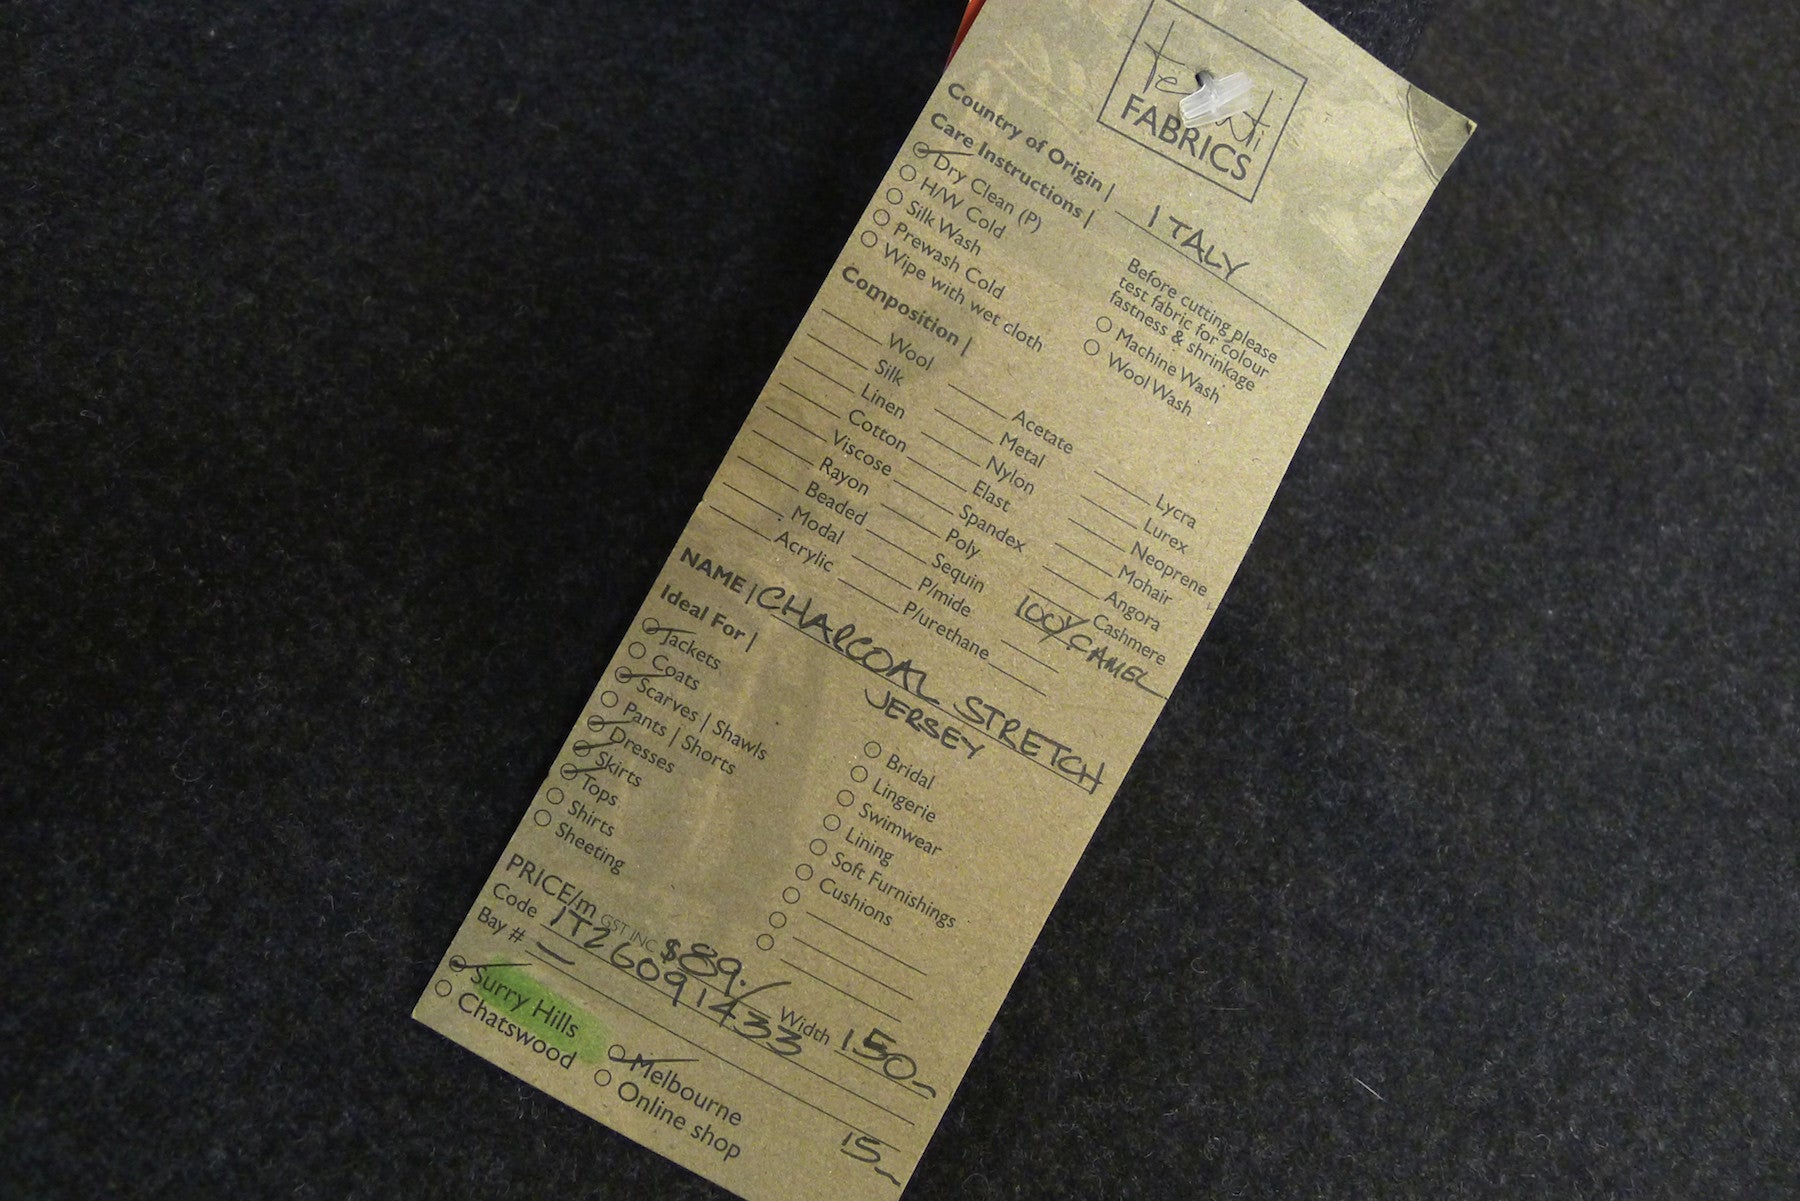 FABRICS
Country of Origin | ITALY
Care Instructions |
Dry Clean (P)
H/W Cold
Silk Wash
Prewash Cold
Wipe with wet cloth
Before cutting please
test fabric for colour
fastness & shrinkage
Machine Wash
Wool Wash
Composition |
Wool Acetate Lycra
Silk Metal Lurex
Linen Nylon Neoprene
Cotton Elast Mohair
Viscose Spandex Angora
Rayon Poly Cashmere
Beaded Sequin 100% CAMEL
Modal P/mide
Acrylic P/urethane
NAME | CHARCOAL STRETCH
JERSEY
Ideal For |
Jackets
Coats
Scarves | Shawls
Pants | Shorts
Dresses
Skirts
Tops
Shirts
Sheeting
Bridal
Lingerie
Swimwear
Lining
Soft Furnishings
Cushions
PRICE/m GST INC. $89. Width 150
Code IT26091433
Bay # 15
Surry Hills Melbourne
Chatswood Online shop